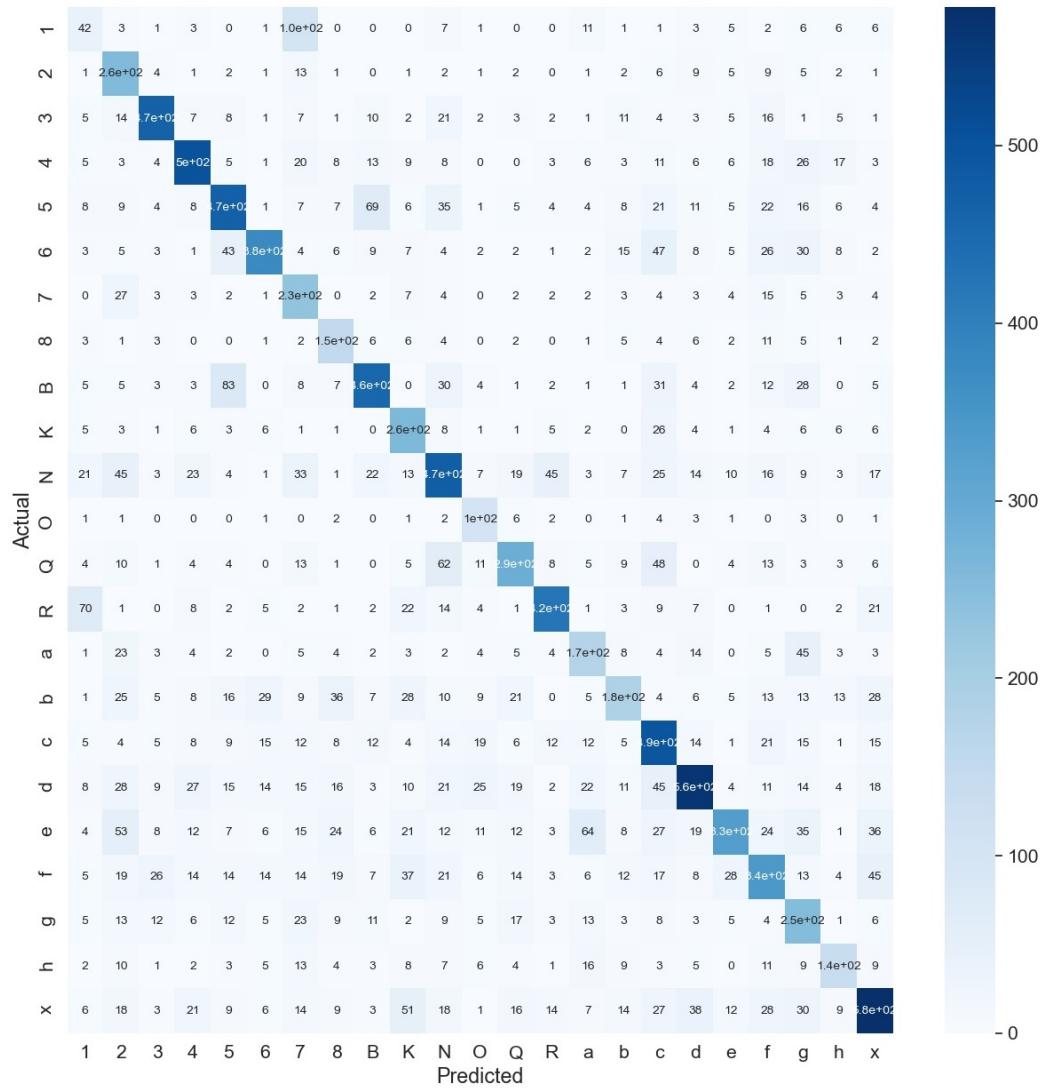 1 42 3 1 3 0 1 1.0e+02 0 0 0 7 1 0 0 11 1 1 3 5 2 6 6 6
2 1 2.6e+02 4 1 2 1 13 1 0 1 2 1 2 0 1 2 6 9 5 9 5 2 1
3 5 14 4.7e+02 7 8 1 7 1 10 2 21 2 3 2 1 11 4 3 5 16 1 5 1
4 5 3 4 5e+02 5 1 20 8 13 9 8 0 0 3 6 3 11 6 6 18 26 17 3
5 8 9 4 8 4.7e+02 1 7 7 69 6 35 1 5 4 4 8 21 11 5 22 16 6 4
6 3 5 3 1 43 3.8e+02 4 6 9 7 4 2 2 1 2 15 47 8 5 26 30 8 2
7 0 27 3 3 2 1 2.3e+02 0 2 7 4 0 2 2 2 3 4 3 4 15 5 3 4
8 3 1 3 0 0 1 2 1.5e+02 6 6 4 0 2 0 1 5 4 6 2 11 5 1 2
B 5 5 3 3 83 0 8 7 4.6e+02 0 30 4 1 2 1 1 31 4 2 12 28 0 5
K 5 3 1 6 3 6 1 1 0 2.6e+02 8 1 1 5 2 0 26 4 1 4 6 6 6
N 21 45 3 23 4 1 33 1 22 13 4.7e+02 7 19 45 3 7 25 14 10 16 9 3 17
O 1 1 0 0 0 1 0 2 0 1 2 1e+02 6 2 0 1 4 3 1 0 3 0 1
Q 4 10 1 4 4 0 13 1 0 5 62 11 2.9e+02 8 5 9 48 0 4 13 3 3 6
R 70 1 0 8 2 5 2 1 2 22 14 4 1 4.2e+02 1 3 9 7 0 1 0 2 21
a 1 23 3 4 2 0 5 4 2 3 2 4 5 4 1.7e+02 8 4 14 0 5 45 3 3
b 1 25 5 8 16 29 9 36 7 28 10 9 21 0 5 1.8e+02 4 6 5 13 13 13 28
c 5 4 5 8 9 15 12 8 12 4 14 19 6 12 12 5 4.9e+02 14 1 21 15 1 15
d 8 28 9 27 15 14 15 16 3 10 21 25 19 2 22 11 45 5.6e+02 4 11 14 4 18
e 4 53 8 12 7 6 15 24 6 21 12 11 12 3 64 8 27 19 3.3e+02 24 35 1 36
f 5 19 26 14 14 14 14 19 7 37 21 6 14 3 6 12 17 8 28 3.4e+02 13 4 45
g 5 13 12 6 12 5 23 9 11 2 9 5 17 3 13 3 8 3 5 4 2.5e+02 1 6
h 2 10 1 2 3 5 13 4 3 8 7 6 4 1 16 9 3 5 0 11 9 1.4e+02 9
x 6 18 3 21 9 6 14 9 3 51 18 1 16 14 7 14 27 38 12 28 30 9 5.8e+02
1 2 3 4 5 6 7 8 B K N O Q R a b c d e f g h x
Predicted
Actual
500
400
300
200
100
0